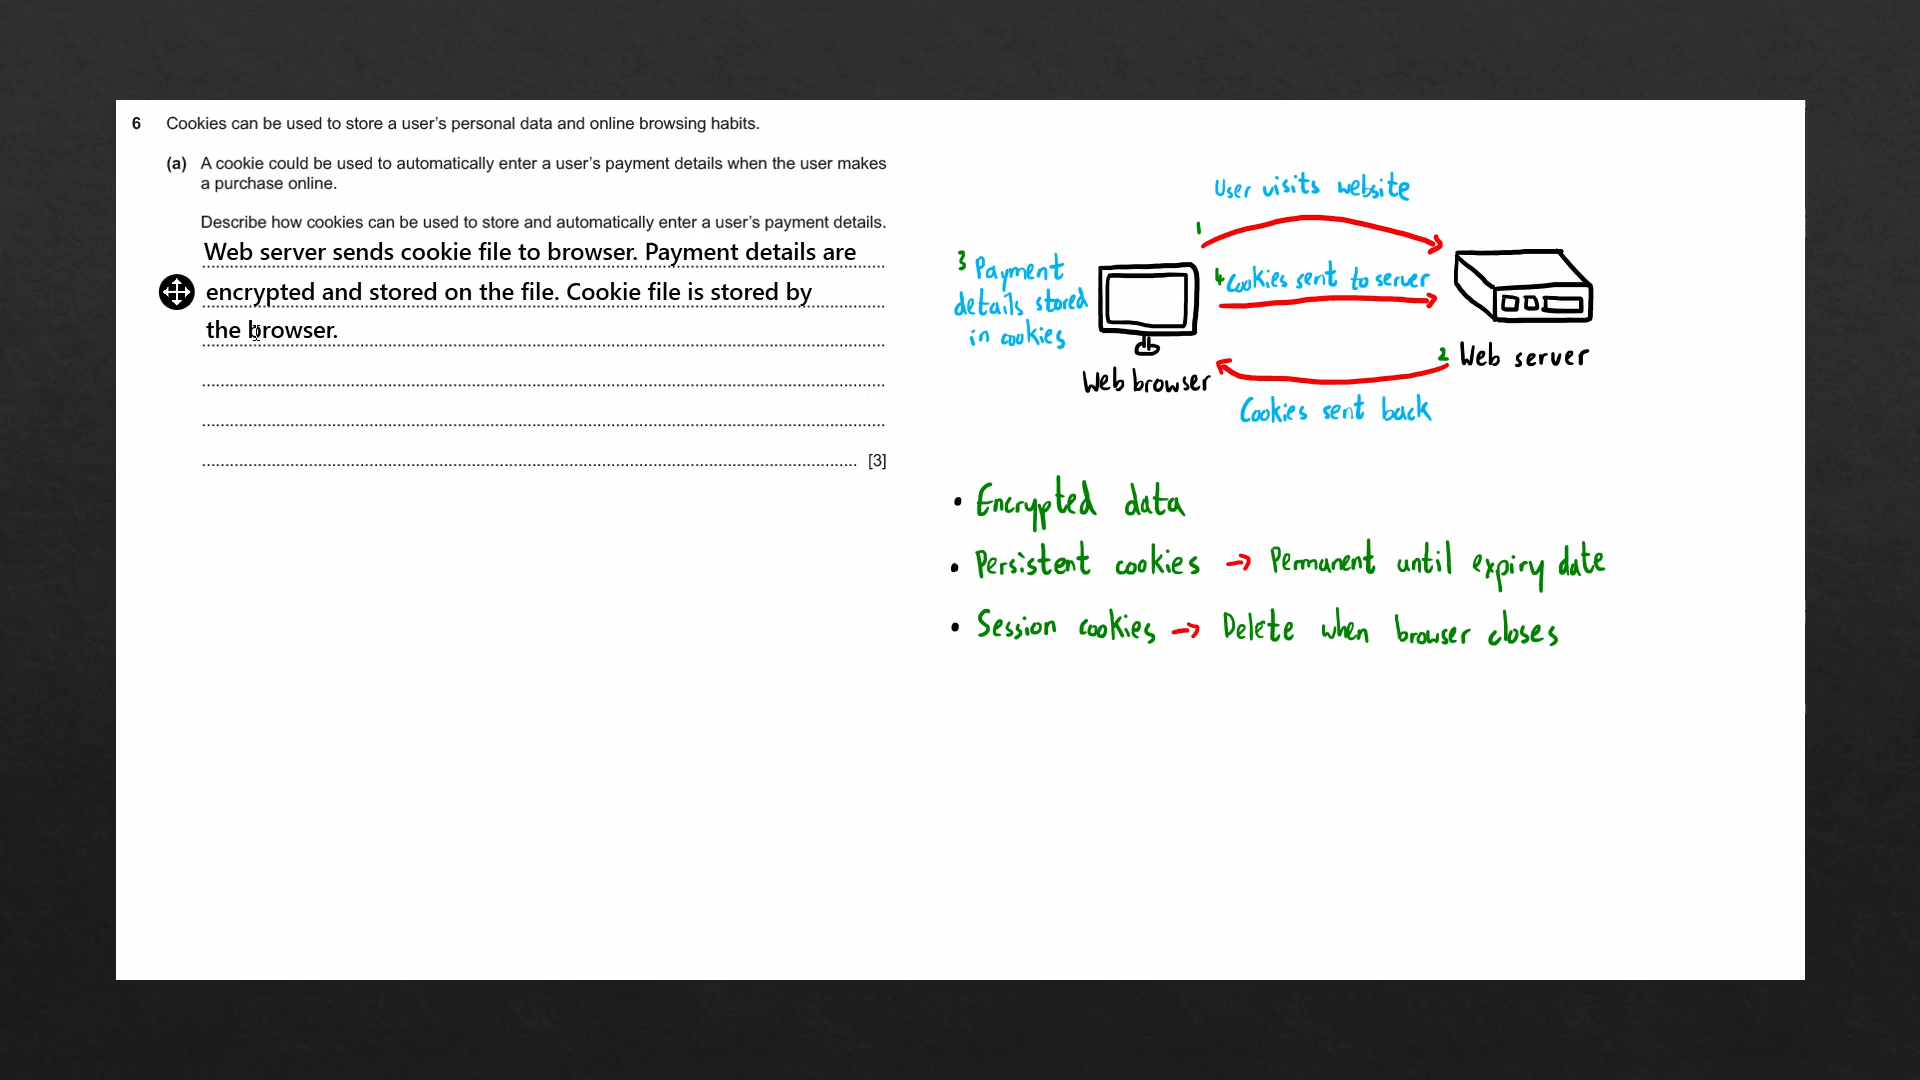 6 Cookies can be used to store a user's personal data and online browsing habits.
(a) A cookie could be used to automatically enter a user's payment details when the user makes
a purchase online.
Describe how cookies can be used to store and automatically enter a user's payment details.
Web server sends cookie file to browser. Payment details are
encrypted and stored on the file. Cookie file is stored by
the browser.
[3]
User visits website
1
3 Payment
details stored
in cookies
4 Cookies sent to server
Web browser
2 Web server
Cookies sent back
• Encrypted data
• Persistent cookies → Permanent until expiry date
• Session cookies → Delete when browser closes